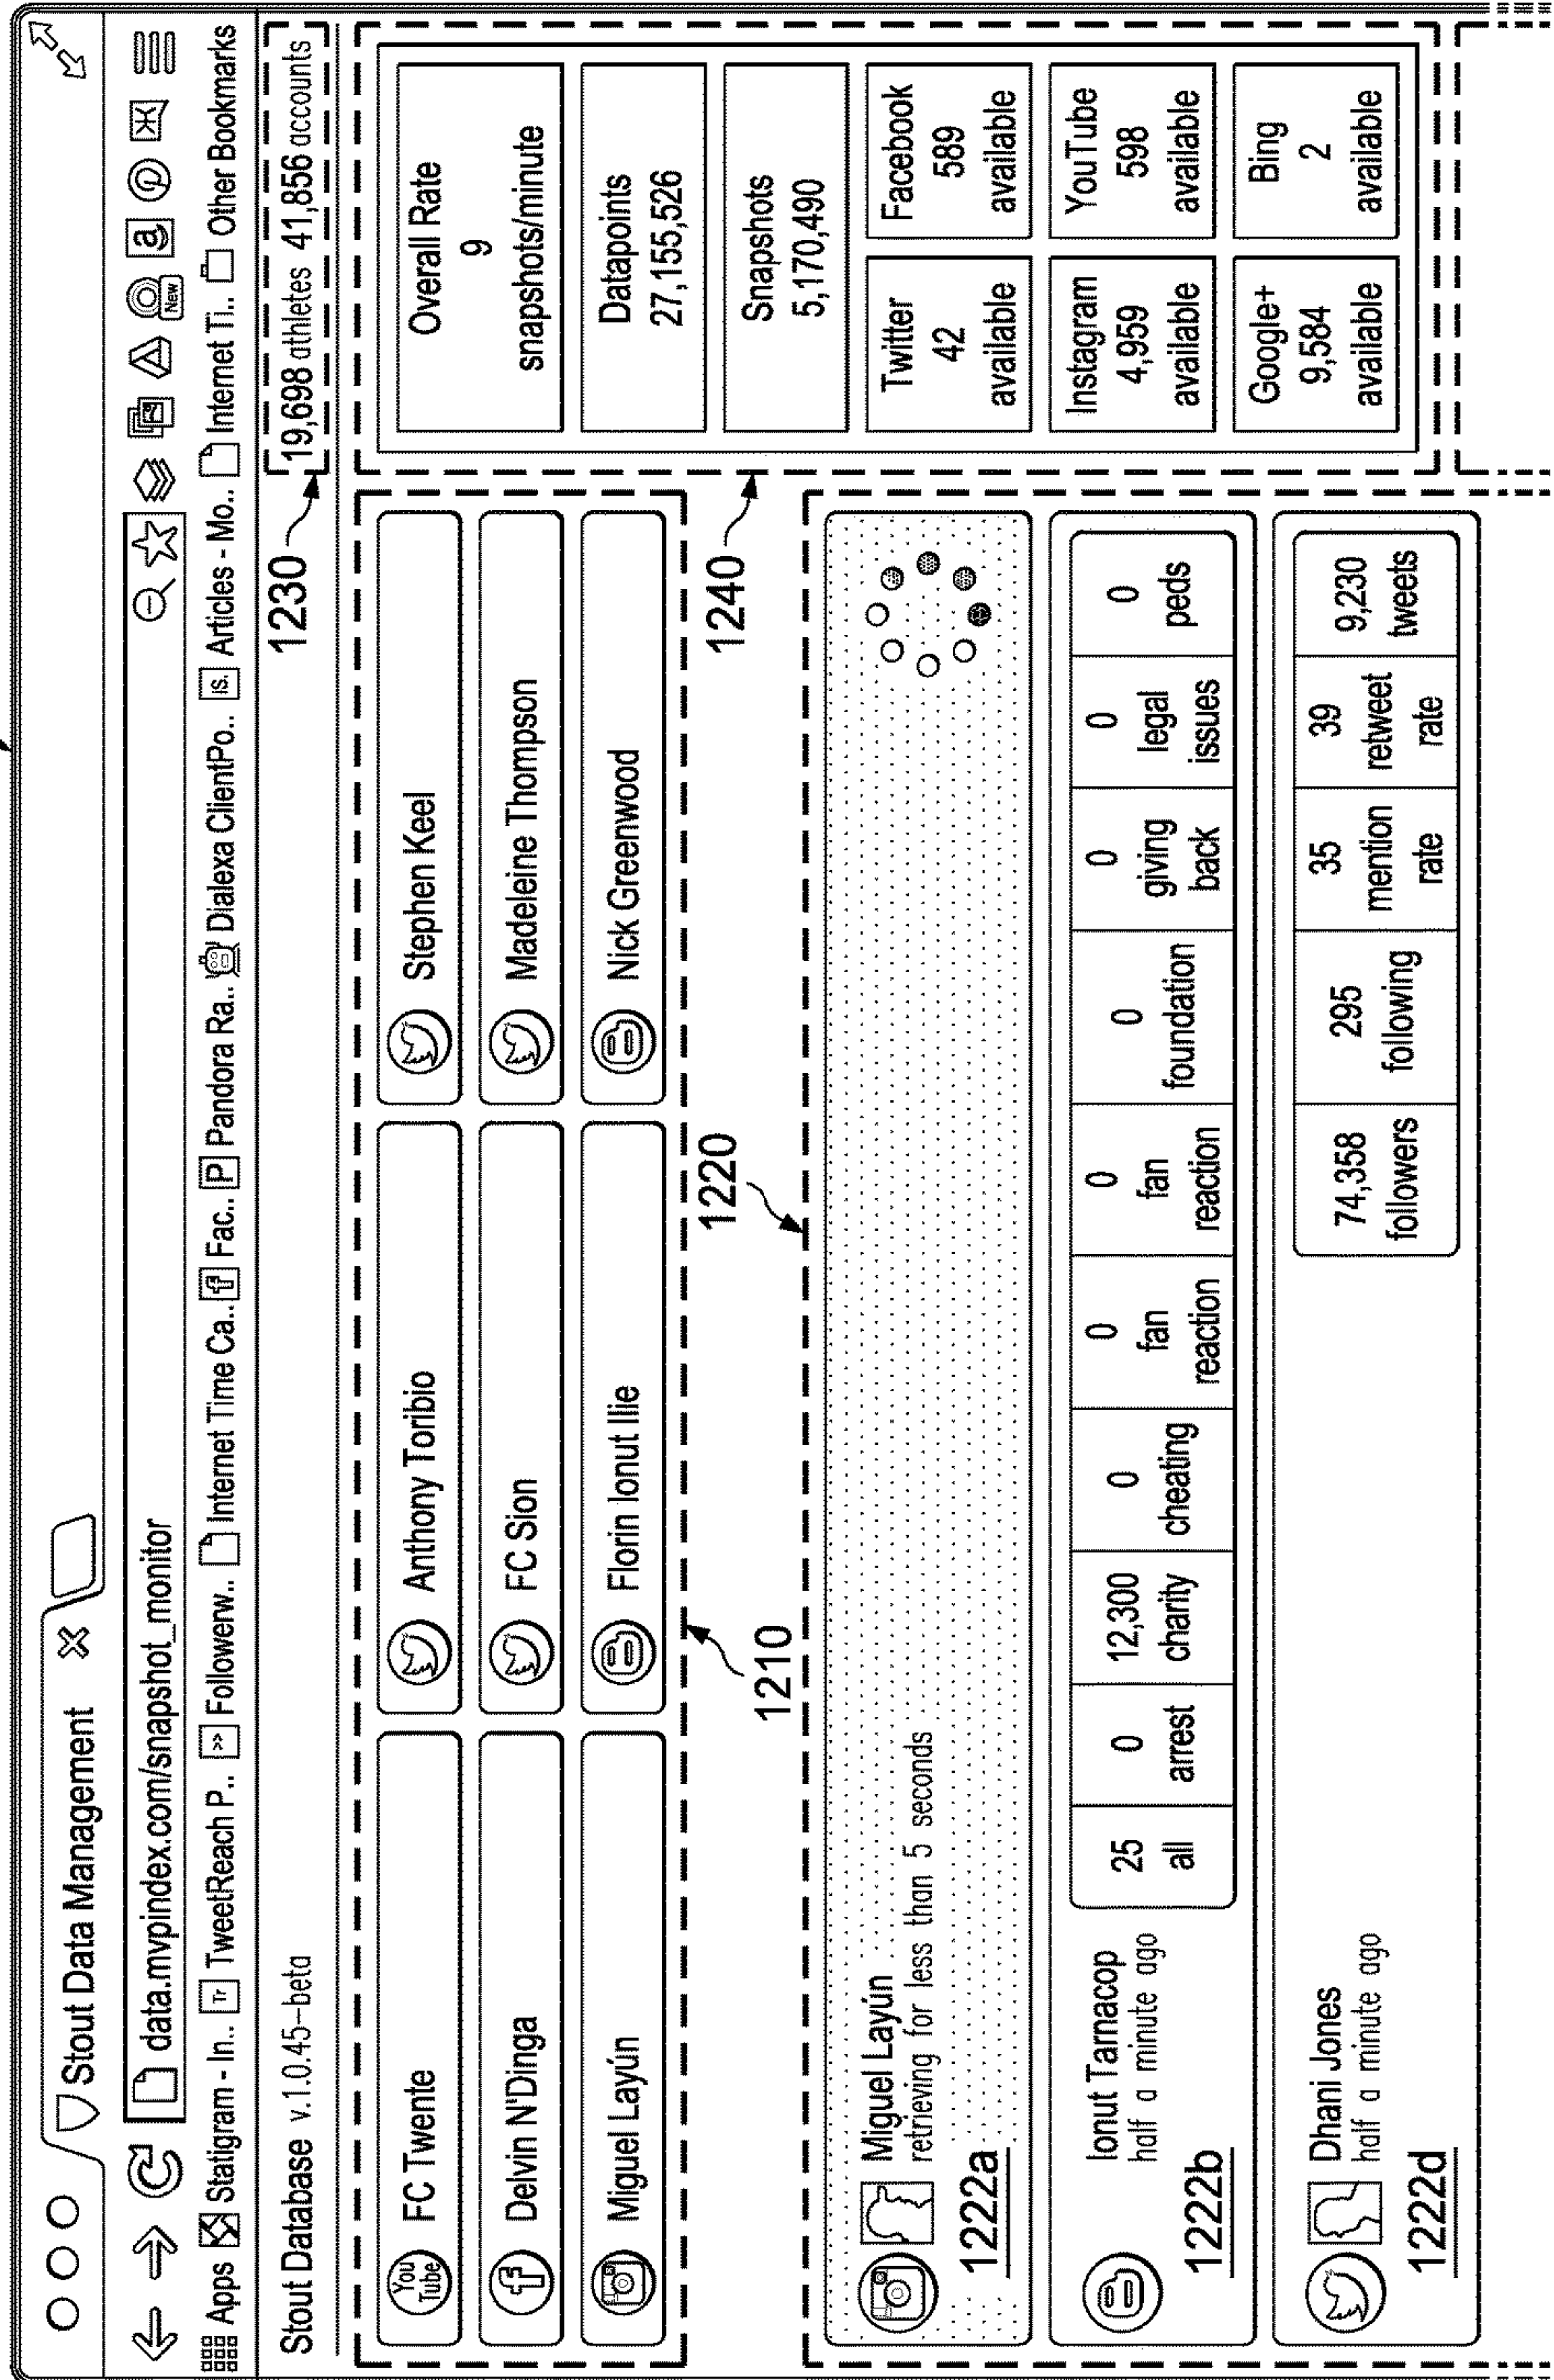 Stout Data Management
data.mvpindex.com/snapshot_monitor
Apps Statigram - In.. Tr TweetReach P.. » Followerw.. Internet Time Ca.. f Fac.. P Pandora Ra.. Dialexa ClientPo.. is. Articles - Mo.. Internet Ti.. Other Bookmarks
a
New
Stout Database v.1.0.45-beta
19,698 athletes 41,856 accounts
1230
You Tube FC Twente
Anthony Toribio
Stephen Keel
f Delvin N'Dinga
FC Sion
Madeleine Thompson
Miguel Layún
Florin Ionut Ilie
Nick Greenwood
1210
1220
1240
Overall Rate
9
snapshots/minute
Datapoints
27,155,526
Snapshots
5,170,490
Twitter
42
available
Facebook
589
available
Instagram
4,959
available
YouTube
598
available
Google+
9,584
available
Bing
2
available
Miguel Layún
retrieving for less than 5 seconds
1222a
Ionut Tarnacop
half a minute ago
1222b
25
all
0
arrest
12,300
charity
0
cheating
0
fan
reaction
0
fan
reaction
0
foundation
0
giving
back
0
legal
issues
0
peds
Dhani Jones
half a minute ago
1222d
74,358
followers
295
following
35
mention
rate
39
retweet
rate
9,230
tweets